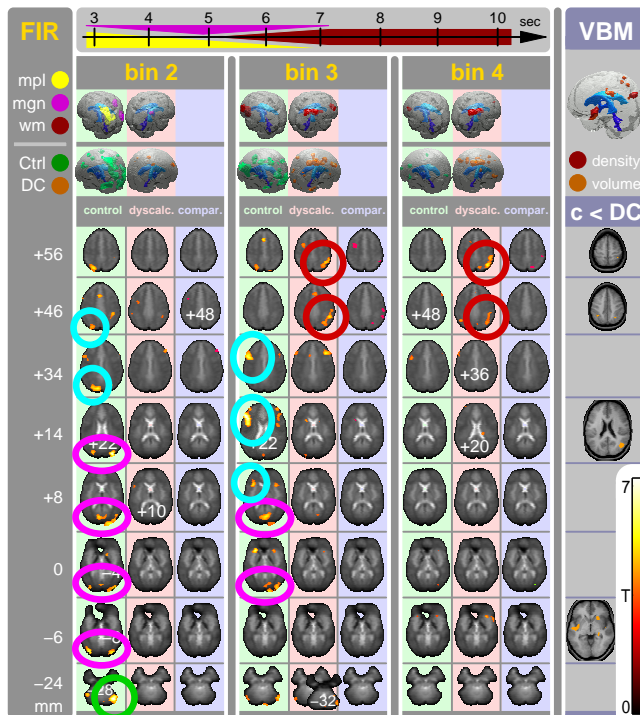 FIR
3 4 5 6 7 8 9 10 sec
VBM
bin 2 bin 3 bin 4
mpl
mgn
wm
Ctrl
DC
density
volume
control dyscalc. compar. control dyscalc. compar. control dyscalc. compar.
c < DC
+56
+46
+48 +48
+34
+36
+14
+22 22 +20
+8
+10
0
−6
−24
−32
mm
7
T
0